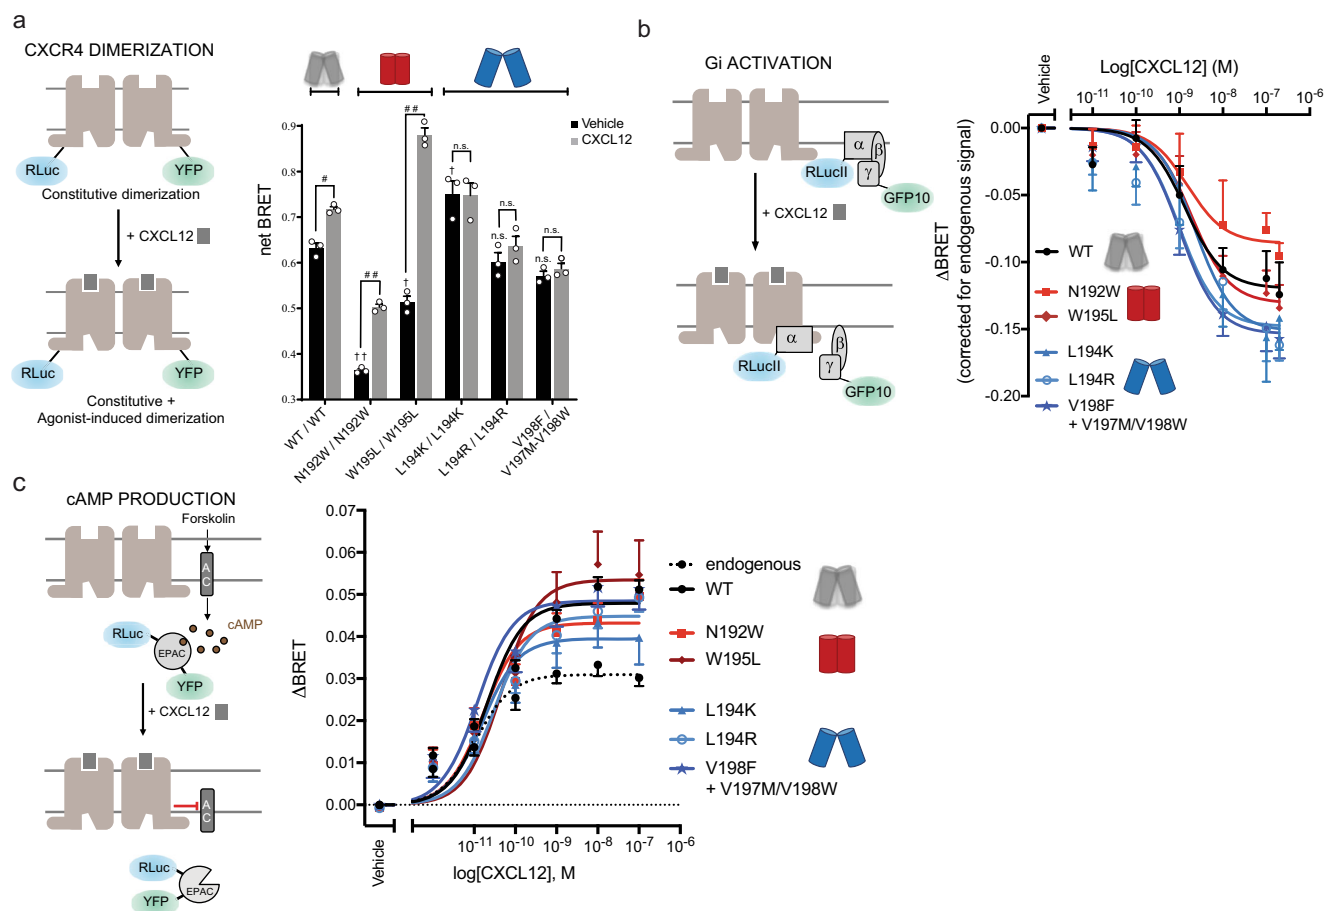 a
CXCR4 DIMERIZATION
RLuc
YFP
Constitutive dimerization
+ CXCL12
RLuc
YFP
Constitutive +
Agonist-induced dimerization
net BRET
0.9
0.8
0.7
0.6
0.5
0.4
0.3
Vehicle
CXCL12
#
# #
# #
n.s.
n.s.
n.s.
† †
†
†
n.s.
n.s.
WT / WT
N192W / N192W
W195L / W195L
L194K / L194K
L194R / L194R
V198F /
V197M-V198W
b
Gi ACTIVATION
α
β
γ
RLucII
GFP10
+ CXCL12
α
β
γ
RLucII
GFP10
Log[CXCL12] (M)
Vehicle
10-11
10-10
10-9
10-8
10-7
10-6
0.00
-0.05
-0.10
-0.15
-0.20
ΔBRET
(corrected for endogenous signal)
WT
N192W
W195L
L194K
L194R
V198F
+ V197M/V198W
c
cAMP PRODUCTION
Forskolin
AC
cAMP
RLuc
EPAC
YFP
+ CXCL12
AC
RLuc
EPAC
YFP
ΔBRET
0.07
0.06
0.05
0.04
0.03
0.02
0.01
0.00
Vehicle
10-11
10-10
10-9
10-8
10-7
10-6
log[CXCL12], M
endogenous
WT
N192W
W195L
L194K
L194R
V198F
+ V197M/V198W